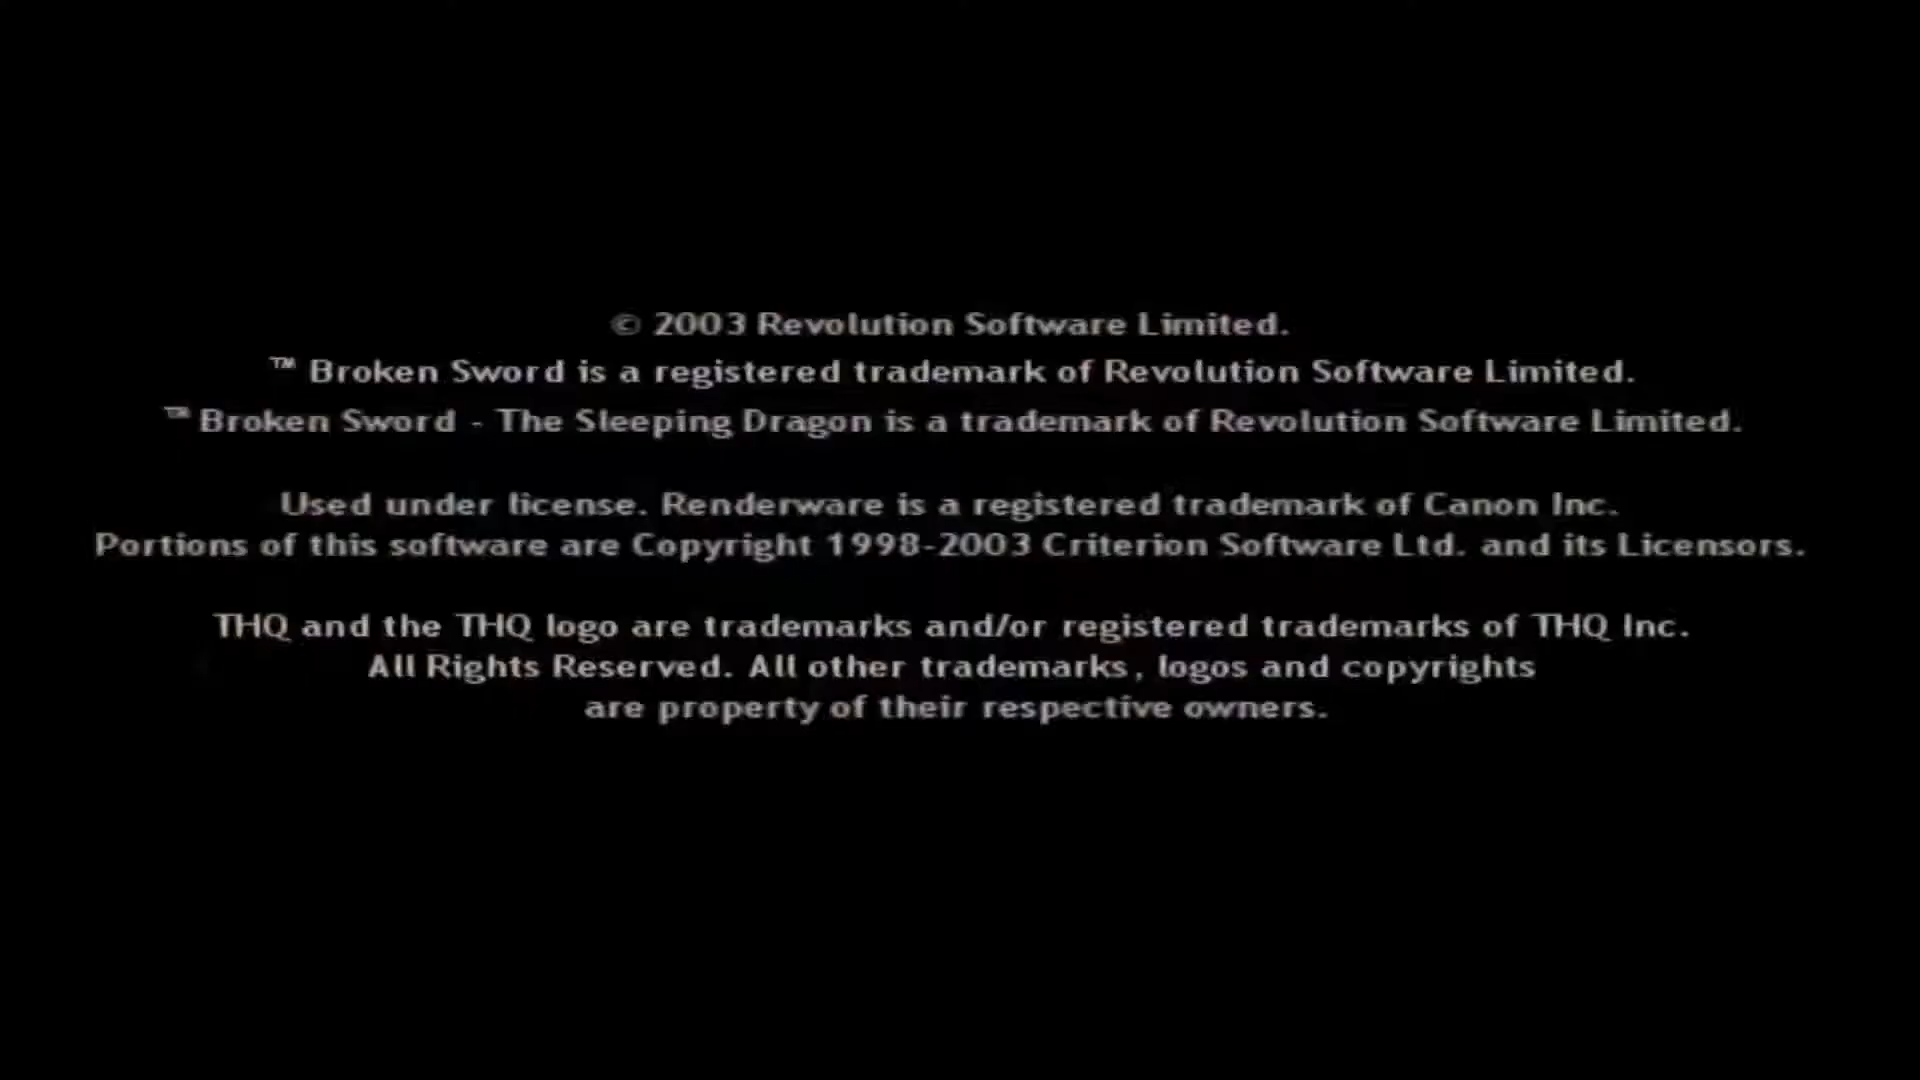 © 2003 Revolution Software Limited.
™ Broken Sword is a registered trademark of Revolution Software Limited.
™ Broken Sword - The Sleeping Dragon is a trademark of Revolution Software Limited.
Used under license. Renderware is a registered trademark of Canon Inc.
Portions of this software are Copyright 1998-2003 Criterion Software Ltd. and its Licensors.
THQ and the THQ logo are trademarks and/or registered trademarks of THQ Inc.
All Rights Reserved. All other trademarks, logos and copyrights
are property of their respective owners.